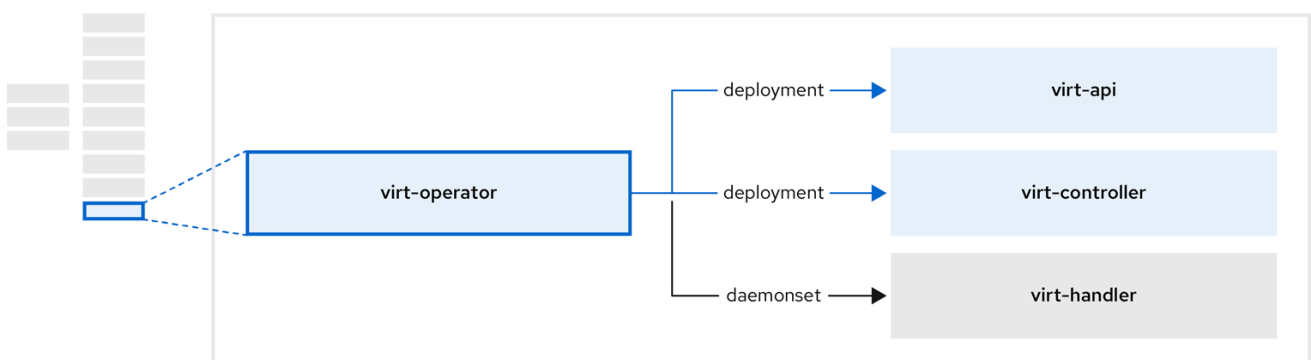 deployment
virt-api
virt-operator
deployment
virt-controller
daemonset
virt-handler